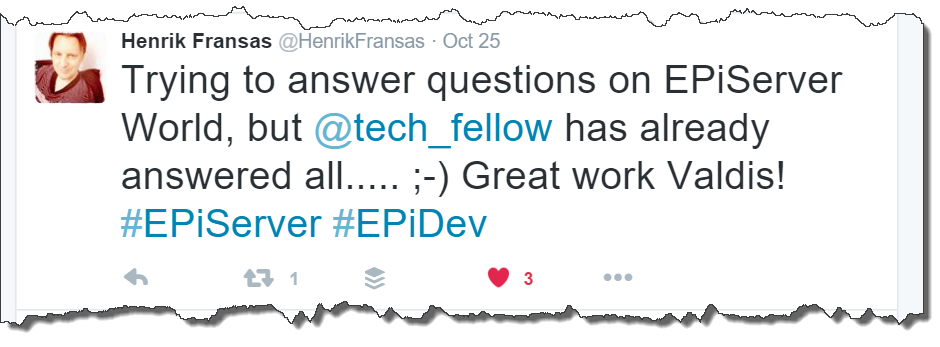 Henrik Fransas @HenrikFransas · Oct 25
Trying to answer questions on EPiServer
World, but @tech_fellow has already
answered all..... ;-) Great work Valdis!
#EPiServer #EPiDev
1 3